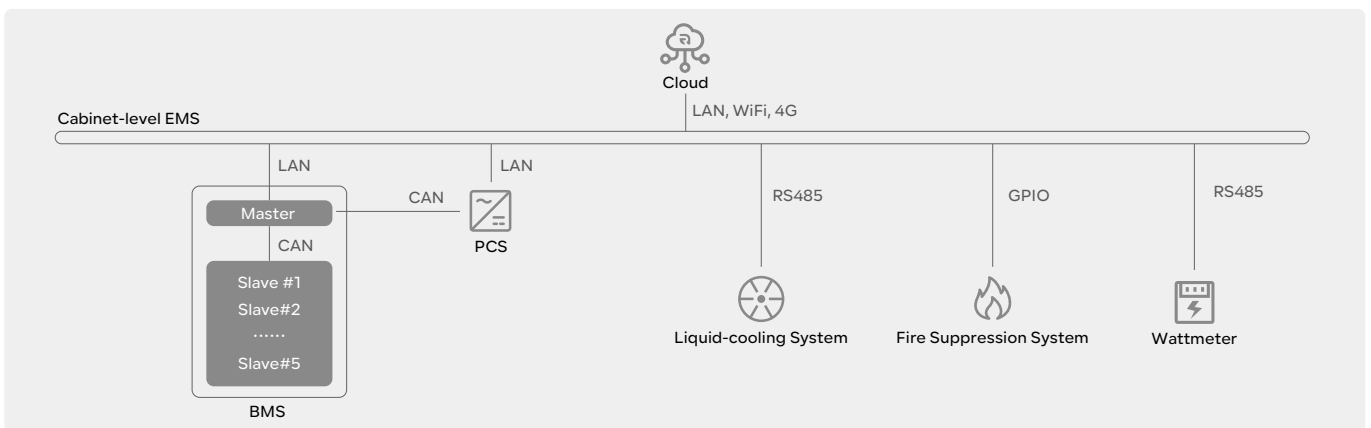 Cloud
LAN, WiFi, 4G
Cabinet-level EMS
LAN
LAN
RS485
GPIO
RS485
CAN
Master
CAN
PCS
Slave #1
Slave#2
......
Slave#5
BMS
Liquid-cooling System
Fire Suppression System
Wattmeter